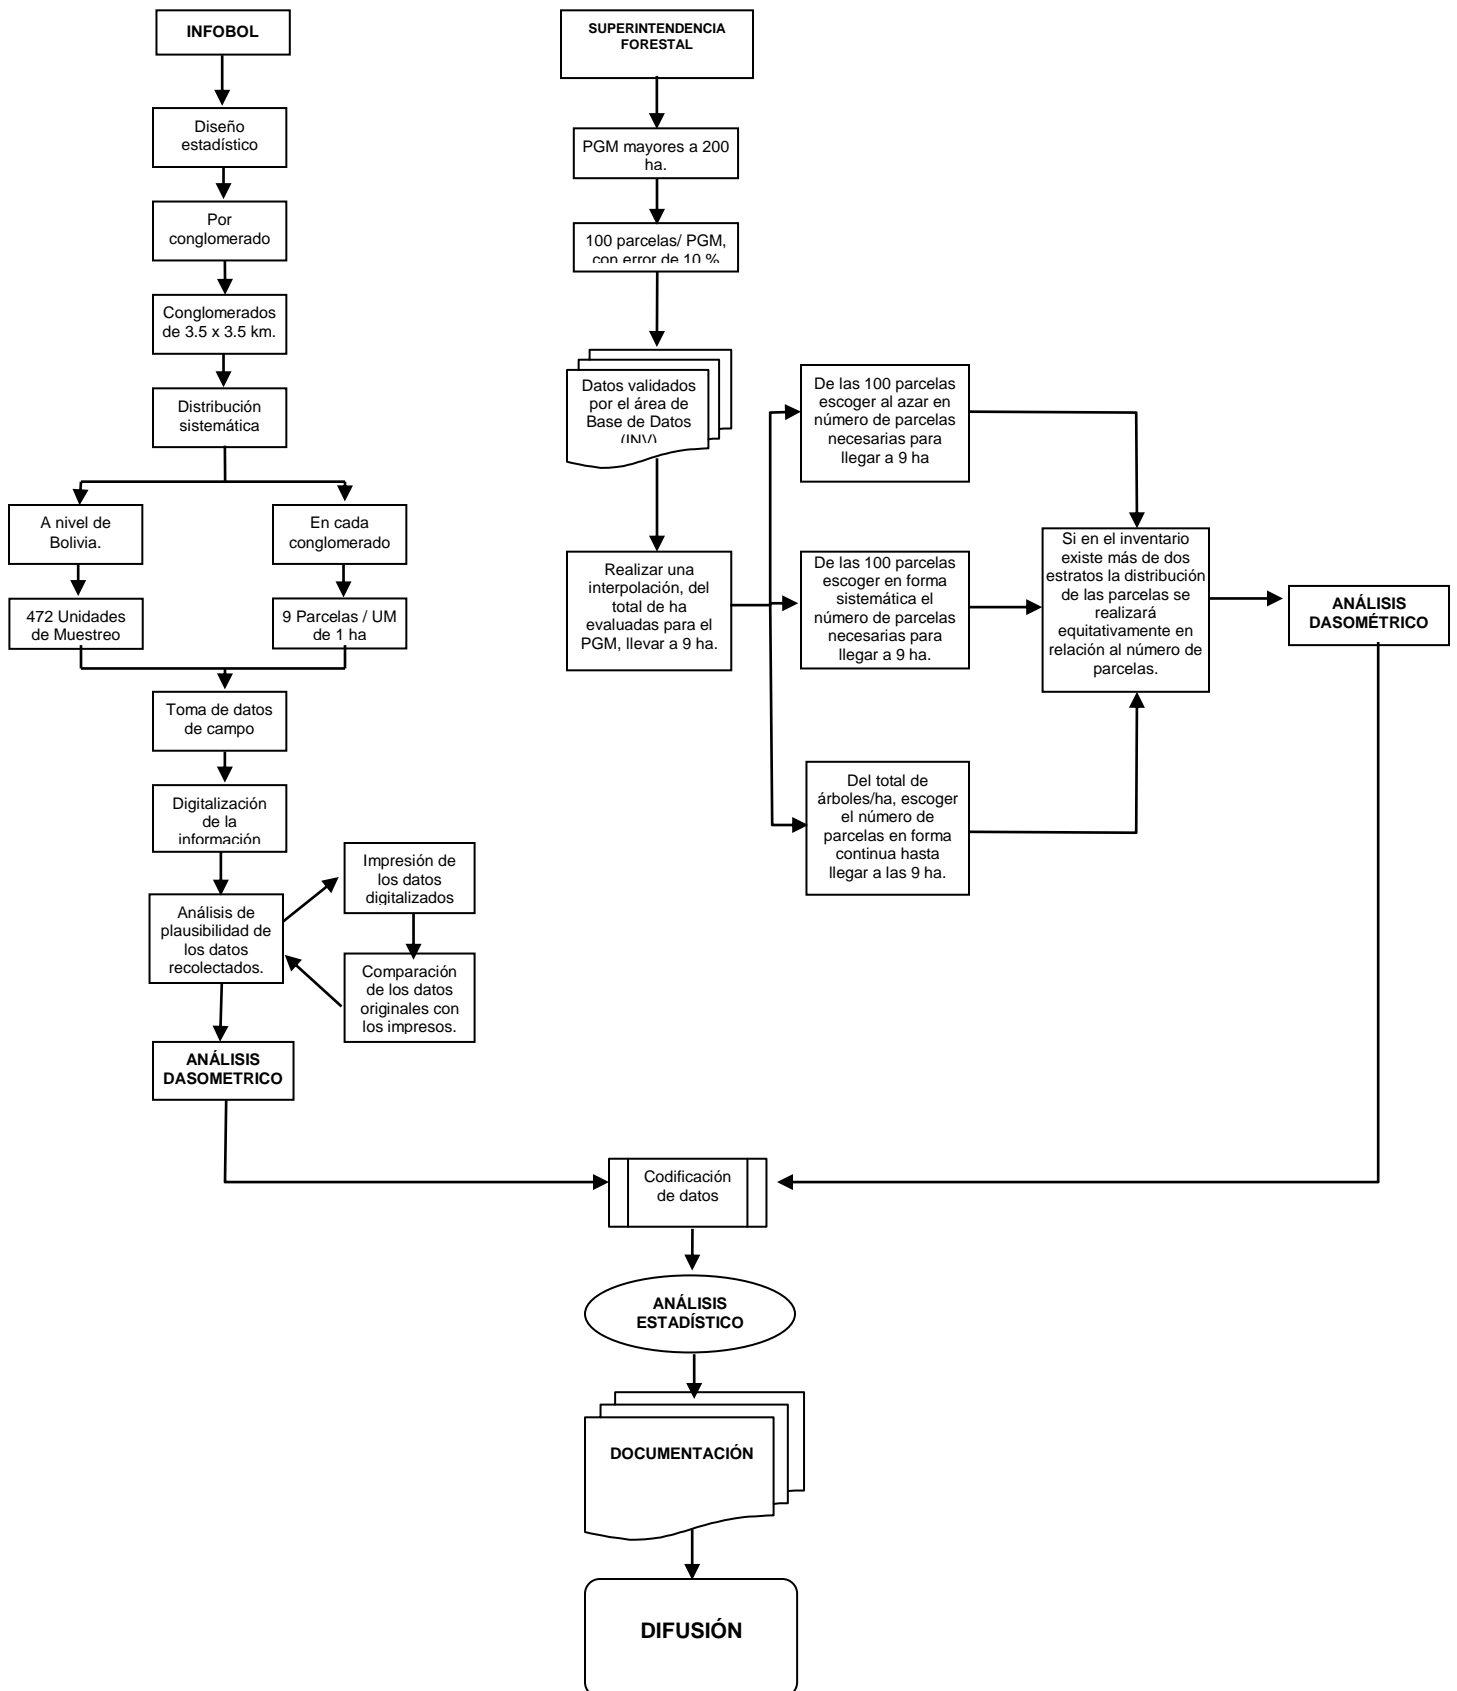 INFOBOL
Diseño
estadístico
Por
conglomerado
Conglomerados
de 3.5 x 3.5 km.
Distribución
sistemática
A nivel de
Bolivia.
En cada
conglomerado
472 Unidades
de Muestreo
9 Parcelas / UM
de 1 ha
Toma de datos
de campo
Digitalización
de la
información
Análisis de
plausibilidad de
los datos
recolectados.
Impresión de
los datos
digitalizados
Comparación
de los datos
originales con
los impresos.
ANÁLISIS
DASOMETRICO
SUPERINTENDENCIA
FORESTAL
PGM mayores a 200
ha.
100 parcelas/ PGM,
con error de 10 %
Datos validados
por el área de
Base de Datos
(INV)
Realizar una
interpolación, del
total de ha
evaluadas para el
PGM, llevar a 9 ha.
De las 100 parcelas
escoger al azar en
número de parcelas
necesarias para
llegar a 9 ha
De las 100 parcelas
escoger en forma
sistemática el
número de parcelas
necesarias para
llegar a 9 ha.
Del total de
árboles/ha, escoger
el número de
parcelas en forma
continua hasta
llegar a las 9 ha.
Si en el inventario
existe más de dos
estratos la distribución
de las parcelas se
realizará
equitativamente en
relación al número de
parcelas.
ANÁLISIS
DASOMÉTRICO
Codificación
de datos
ANÁLISIS
ESTADÍSTICO
DOCUMENTACIÓN
DIFUSIÓN